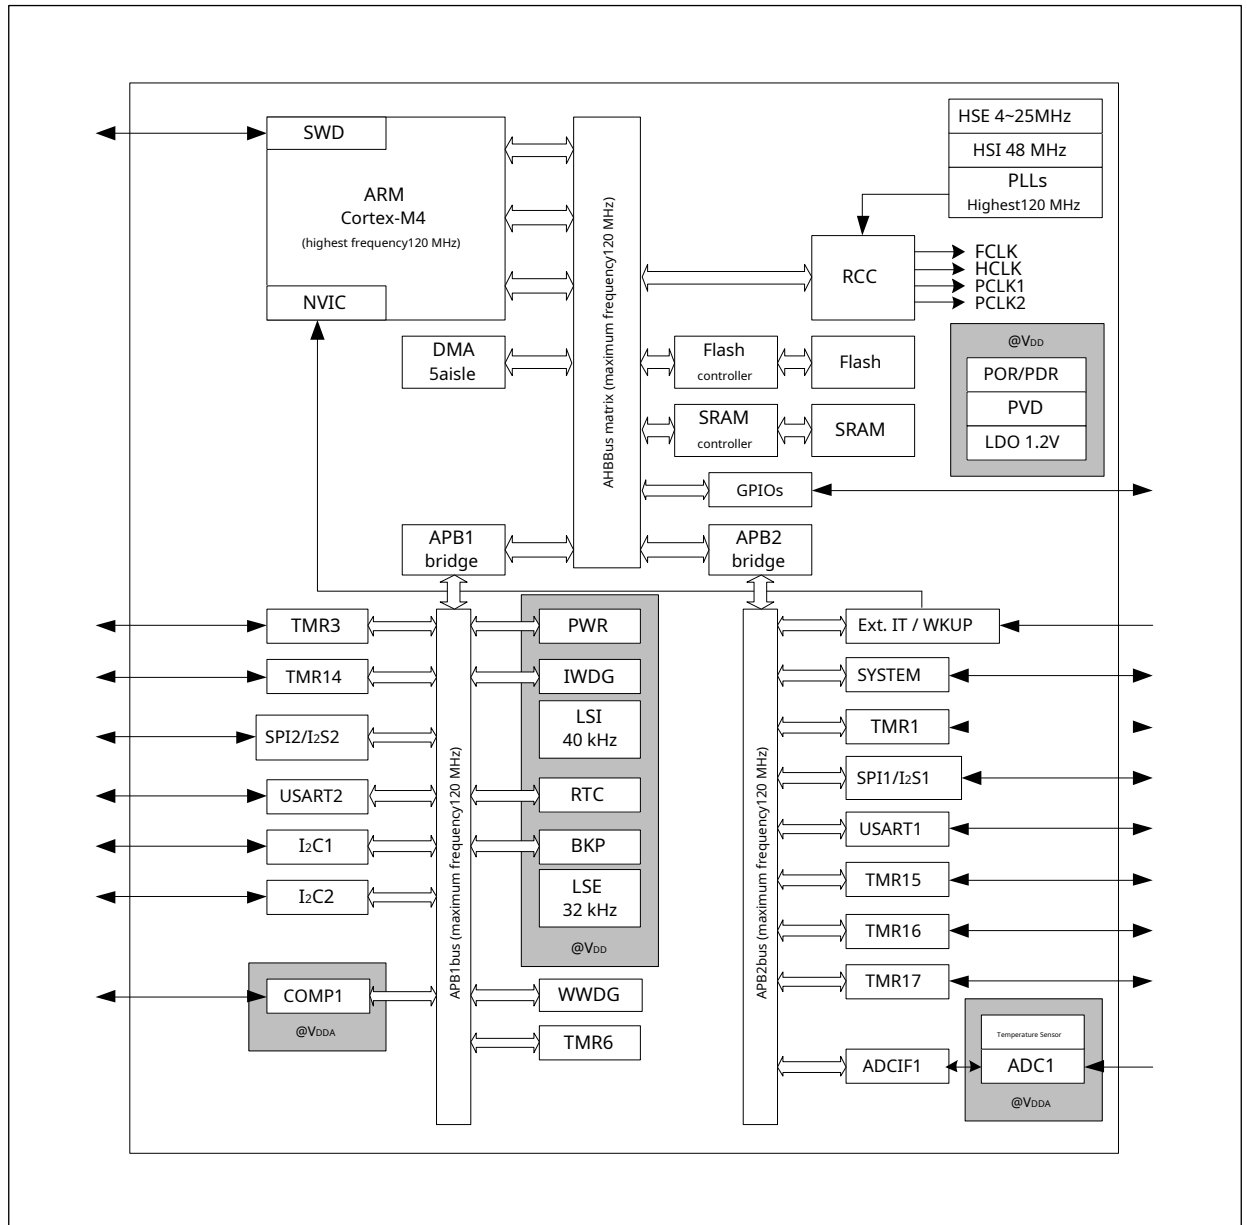 SWD
ARM
Cortex-M4
(highest frequency120 MHz)
NVIC
DMA
5aisle
AHBBus matrix (maximum frequency120 MHz)
HSE 4~25MHz
HSI 48 MHz
PLLs
Highest120 MHz
RCC
FCLK
HCLK
PCLK1
PCLK2
Flash
controller
Flash
SRAM
controller
SRAM
GPIOs
@VDD
POR/PDR
PVD
LDO 1.2V
APB1
bridge
APB2
bridge
TMR3
TMR14
SPI2/I2S2
USART2
I2C1
I2C2
COMP1
@VDDA
APB1bus (maximum frequency120 MHz)
PWR
IWDG
LSI
40 kHz
RTC
BKP
LSE
32 kHz
@VDD
WWDG
TMR6
APB2bus (maximum frequency120 MHz)
Ext. IT / WKUP
SYSTEM
TMR1
SPI1/I2S1
USART1
TMR15
TMR16
TMR17
ADCIF1
Temperature Sensor
ADC1
@VDDA